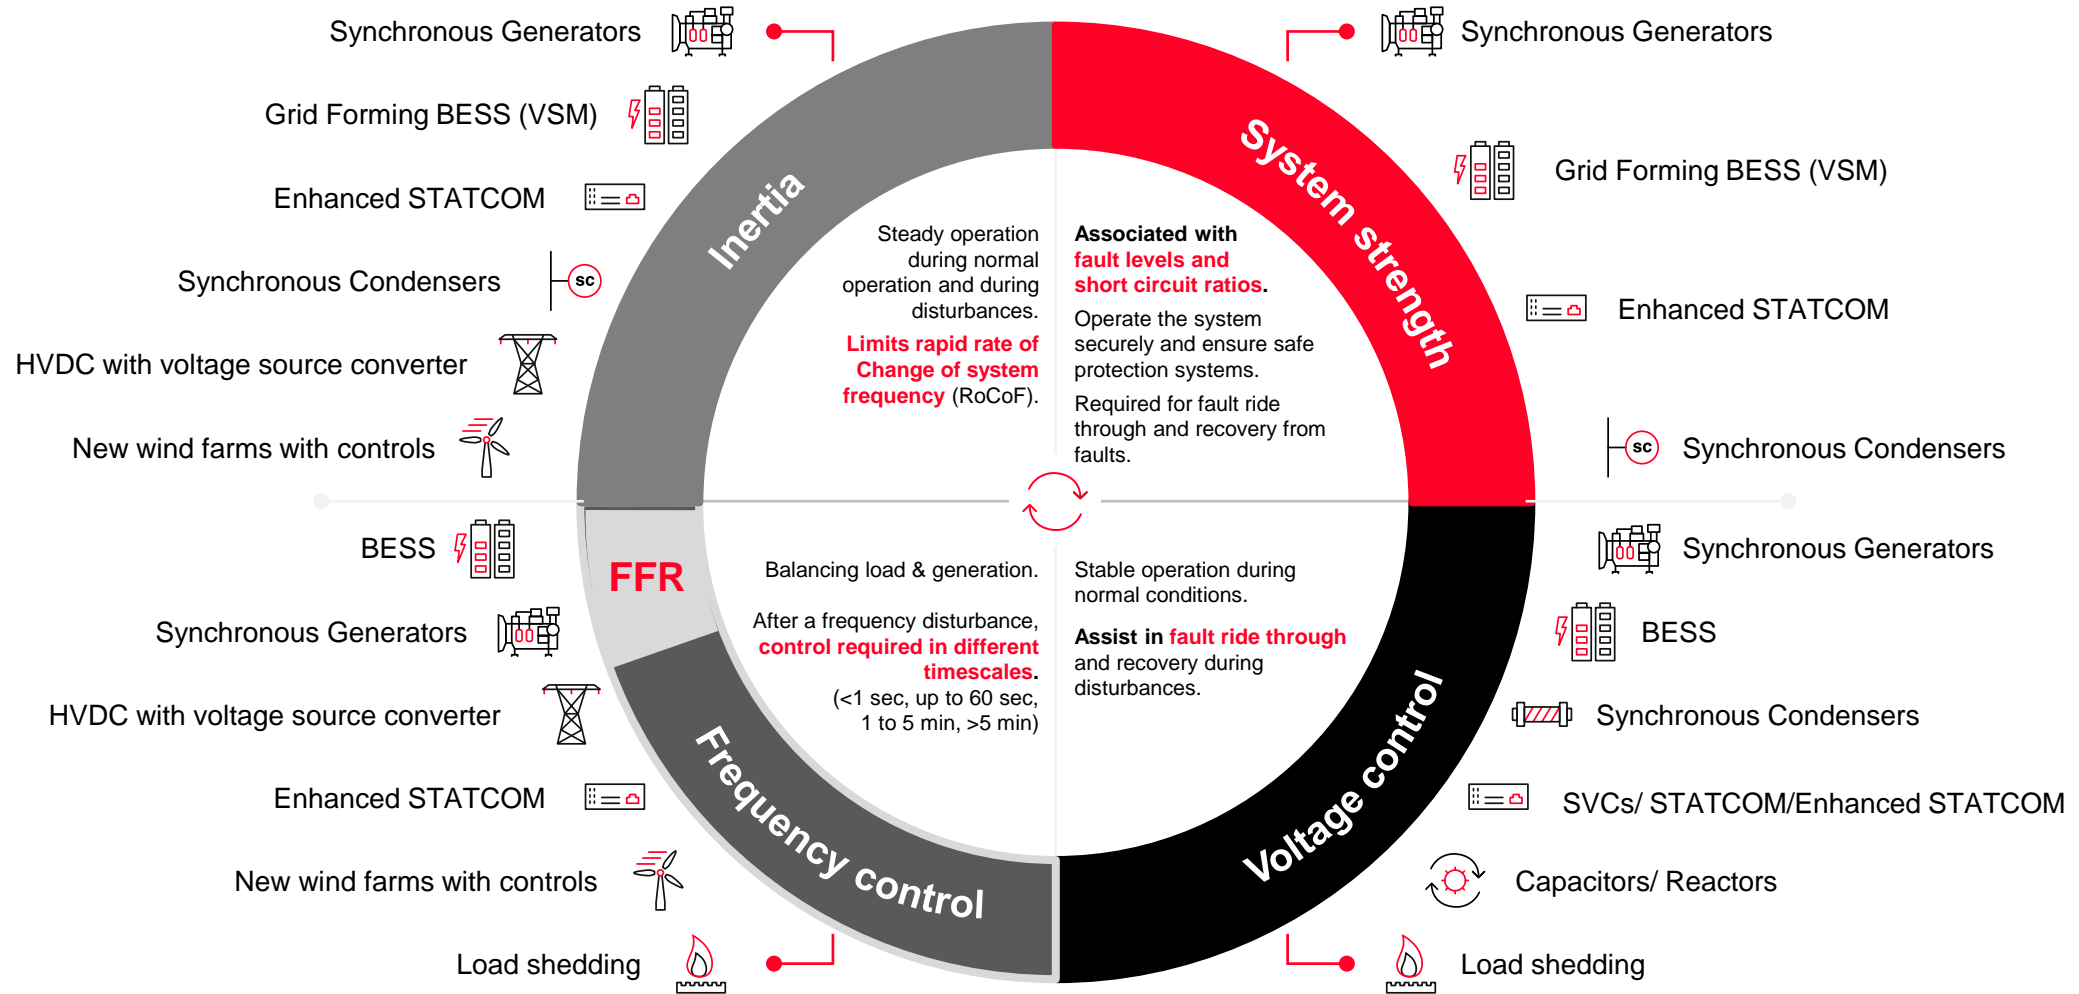 Synchronous Generators
Grid Forming BESS (VSM)
Enhanced STATCOM
Synchronous Condensers
sc
HVDC with voltage source converter
New wind farms with controls
Inertia
Steady operation
during normal
operation and during
disturbances.
Limits rapid rate of
Change of system
frequency (RoCoF).
System strength
Associated with
fault levels and
short circuit ratios.
Operate the system
securely and ensure safe
protection systems.
Required for fault ride
through and recovery from
faults.
Synchronous Generators
Grid Forming BESS (VSM)
Enhanced STATCOM
sc
Synchronous Condensers
BESS
Synchronous Generators
HVDC with voltage source converter
Enhanced STATCOM
New wind farms with controls
Load shedding
FFR
Frequency control
Balancing load & generation.
After a frequency disturbance,
control required in different
timescales.
(<1 sec, up to 60 sec,
1 to 5 min, >5 min)
Stable operation during
normal conditions.
Assist in fault ride through
and recovery during
disturbances.
Voltage control
Synchronous Generators
BESS
Synchronous Condensers
SVCs/ STATCOM/Enhanced STATCOM
Capacitors/ Reactors
Load shedding